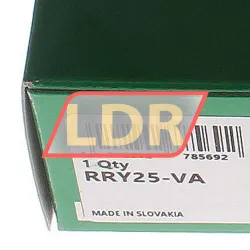 LDR
785692
1 Qty
RRY25-VA
MADE IN SLOVAKIA